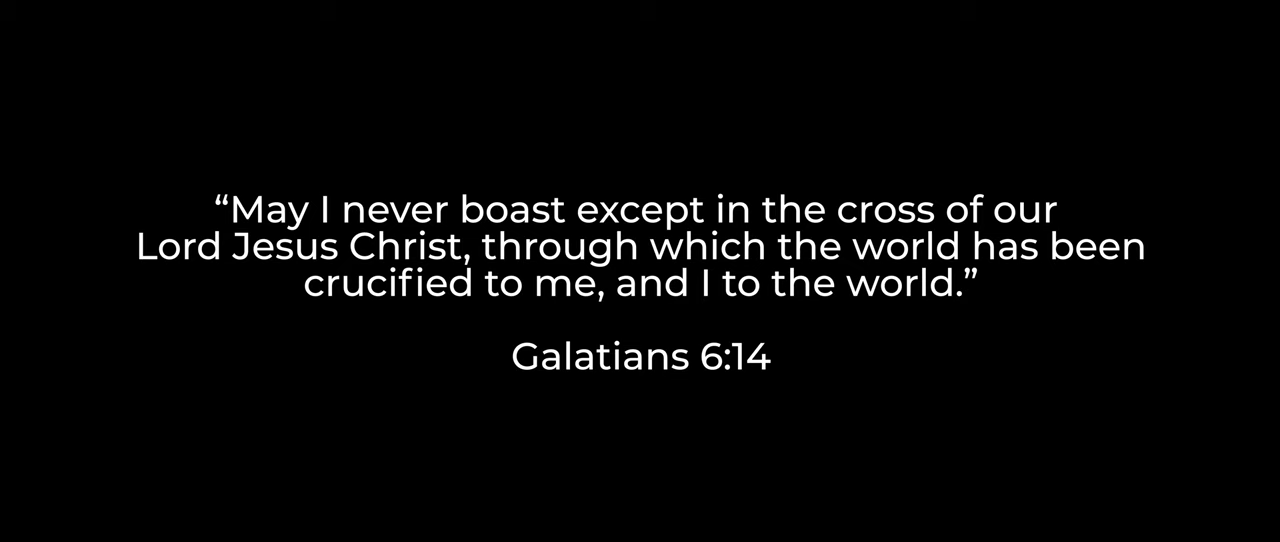 “May I never boast except in the cross of our
Lord Jesus Christ, through which the world has been
crucified to me, and I to the world.”
Galatians 6:14